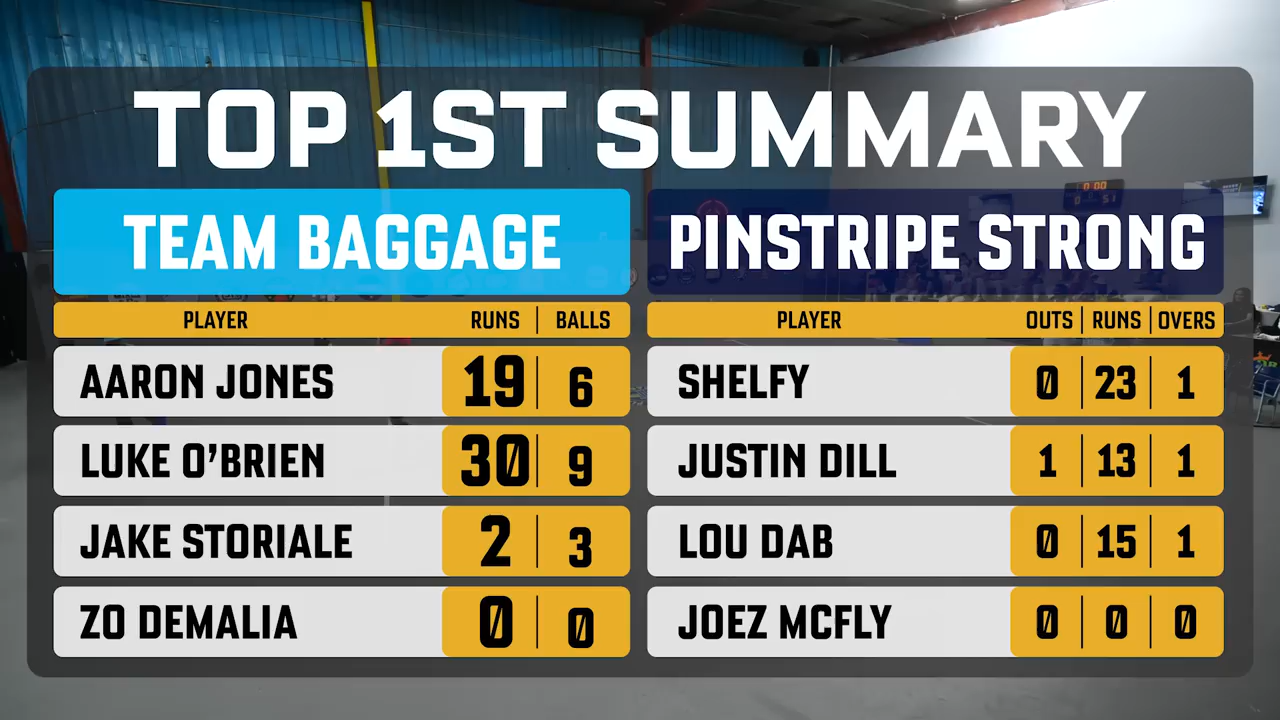 TOP 1ST SUMMARY
TEAM BAGGAGE
PLAYER RUNS BALLS
AARON JONES 19 6
LUKE O'BRIEN 30 9
JAKE STORIALE 2 3
ZO DEMALIA 0 0
PINSTRIPE STRONG
PLAYER OUTS RUNS OVERS
SHELFY 0 23 1
JUSTIN DILL 1 13 1
LOU DAB 0 15 1
JOEZ MCFLY 0 0 0